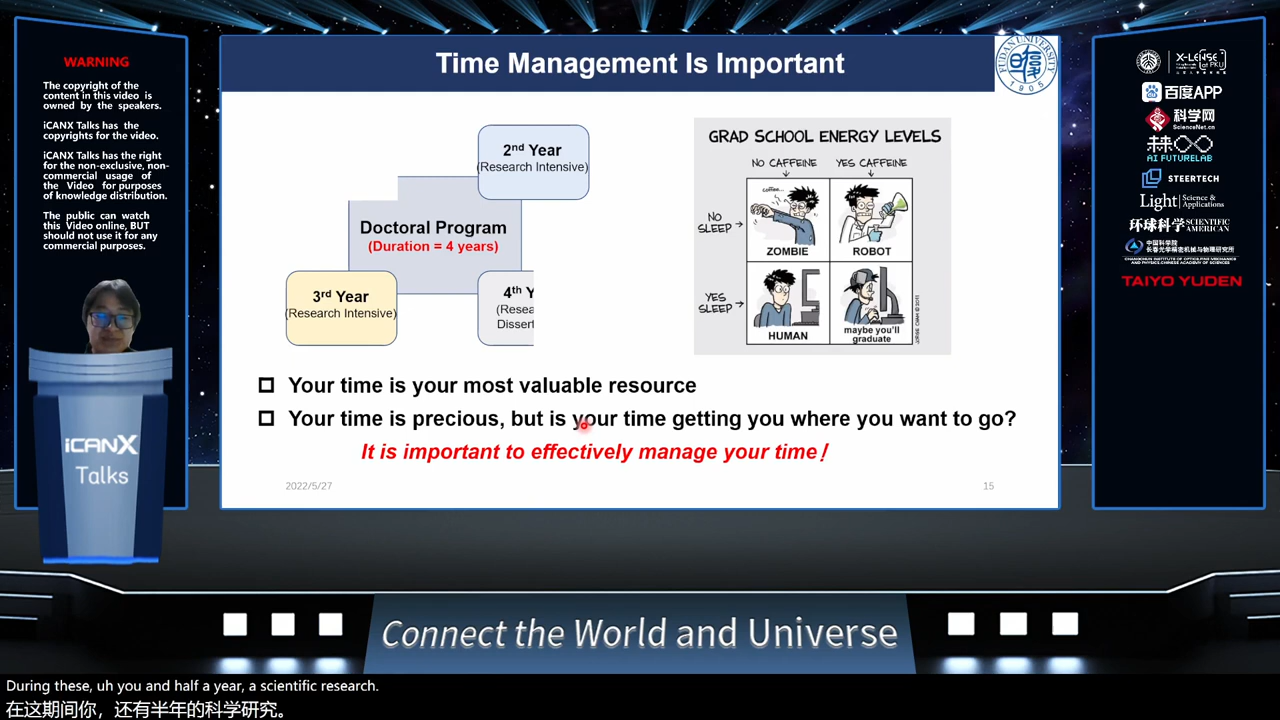 WARNING
The copyright of the
content in this video is
owned by the speakers.
iCANX Talks has the
copyrights for the video.
iCANX Talks has the right
for the non-exclusive, non-
commercial usage of
the Video for purposes
of knowledge distribution.
The public can watch
this Video online, BUT
should not use it for any
commercial purposes.
iCANX
Talks
Time Management Is Important
FUDAN UNIVERSITY
1905
2nd Year
(Research Intensive)
Doctoral Program
(Duration = 4 years)
3rd Year
(Research Intensive)
4th Y
(Resea
Dissert
GRAD SCHOOL ENERGY LEVELS
NO CAFFEINE
YES CAFFEINE
NO
SLEEP
YES
SLEEP
ZOMBIE
ROBOT
HUMAN
maybe you'll
graduate
JORGE CHAM © 2011
Your time is your most valuable resource
Your time is precious, but is your time getting you where you want to go?
It is important to effectively manage your time!
2022/5/27
15
X-LENSE
at PKU
百度APP
科学网
ScienceNet.cn
AI FUTURELAB
STEERTECH
Light Science &
Applications
环球科学 SCIENTIFIC
AMERICAN
中国科学院
长春光学精密机械与物理研究所
CHANGCHUN INSTITUTE OF OPTICS, FINE MECHANICS
AND PHYSICS, CHINESE ACADEMY OF SCIENCES
TAIYO YUDEN
Connect the World and Universe
During these, uh you and half a year, a scientific research.
在这期间你，还有半年的科学研究。